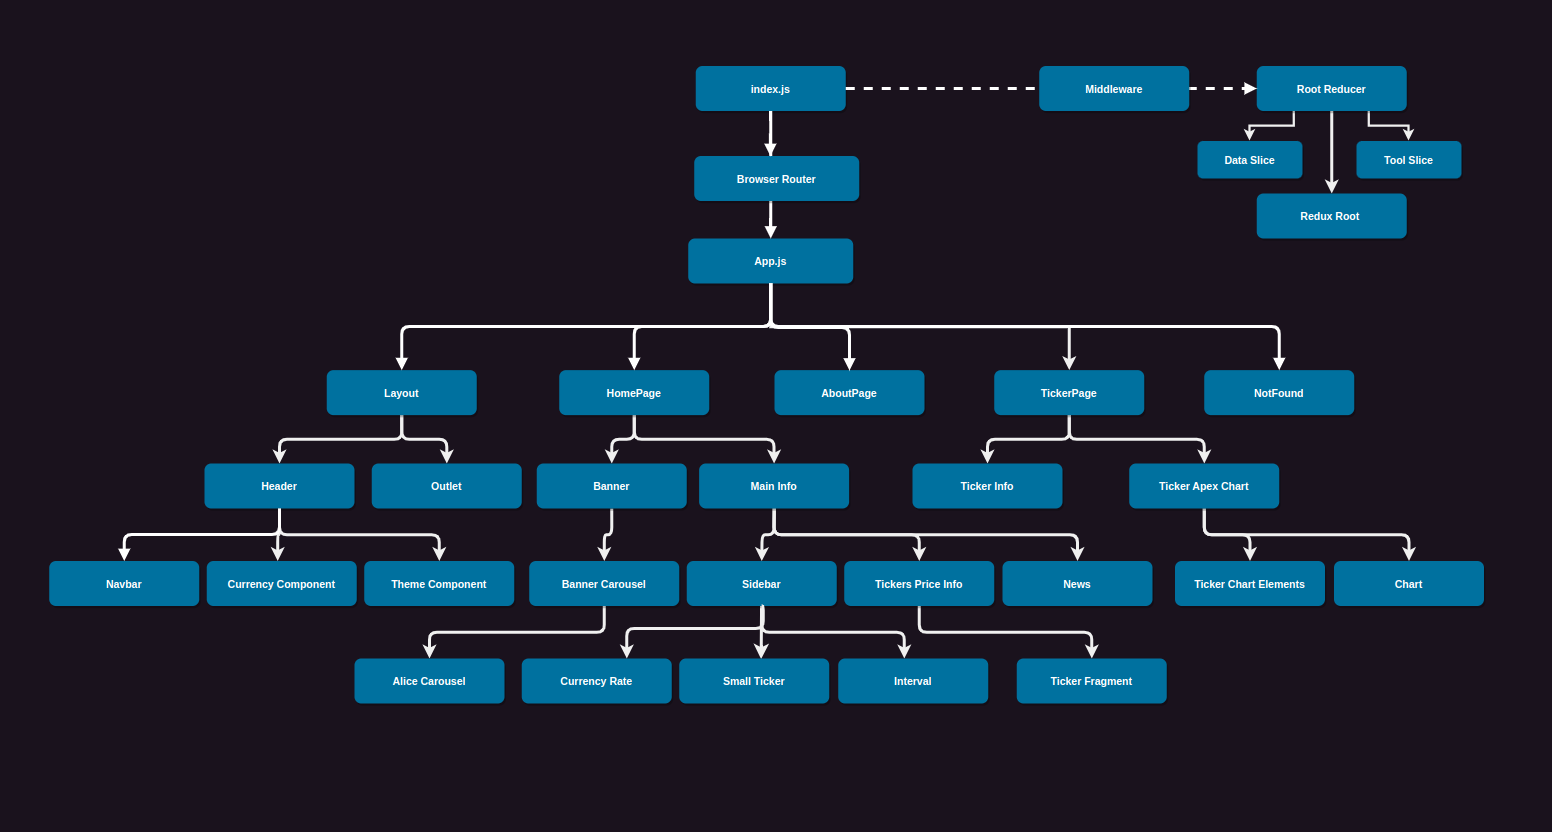 index.js
Middleware
Root Reducer
Data Slice
Tool Slice
Browser Router
Redux Root
App.js
Layout
HomePage
AboutPage
TickerPage
NotFound
Header
Outlet
Banner
Main Info
Ticker Info
Ticker Apex Chart
Navbar
Currency Component
Theme Component
Banner Carousel
Sidebar
Tickers Price Info
News
Ticker Chart Elements
Chart
Alice Carousel
Currency Rate
Small Ticker
Interval
Ticker Fragment